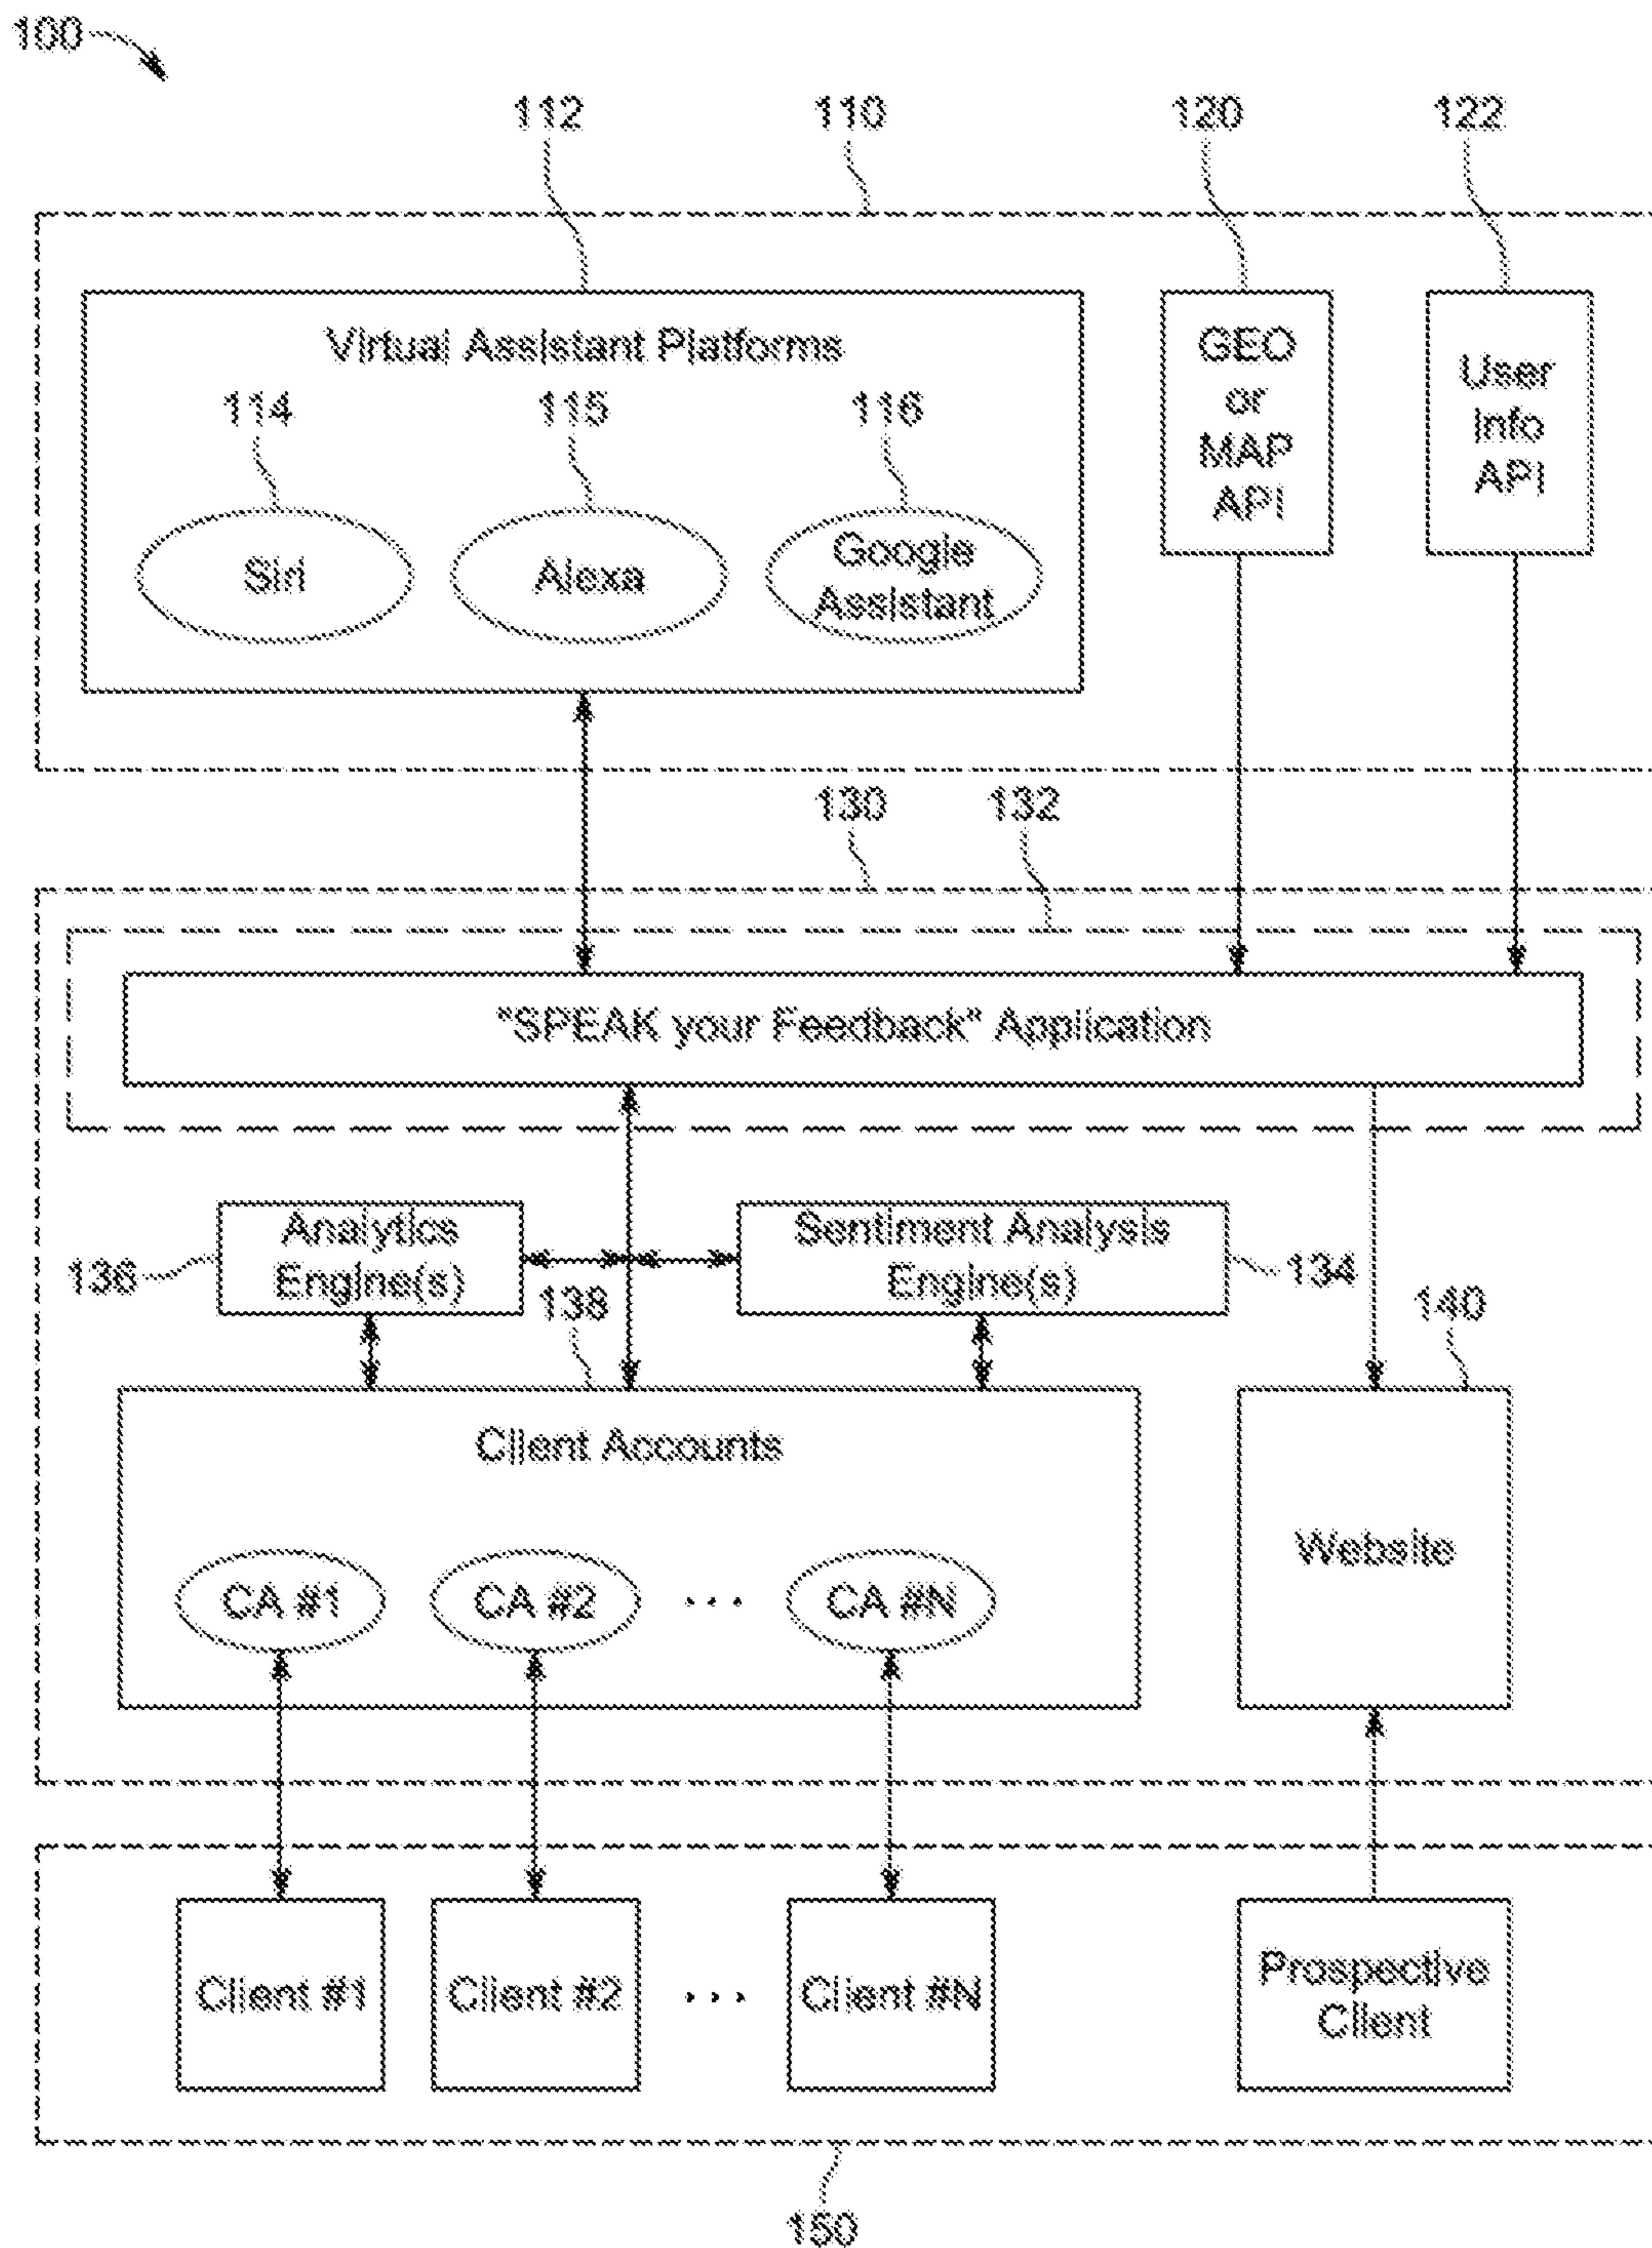 100
112
110
120
122
Virtual Assistant Platforms
114
115
116
Siri
Alexa
Google
Assistant
GEO
or
MAP
API
User
Info
API
130
132
"SPEAK your Feedback" Application
Analytics
Engine(s)
136
Sentiment Analysis
Engine(s)
134
138
140
Client Accounts
CA #1
CA #2
...
CA #N
Website
Client #1
Client #2
...
Client #N
Prospective
Client
150